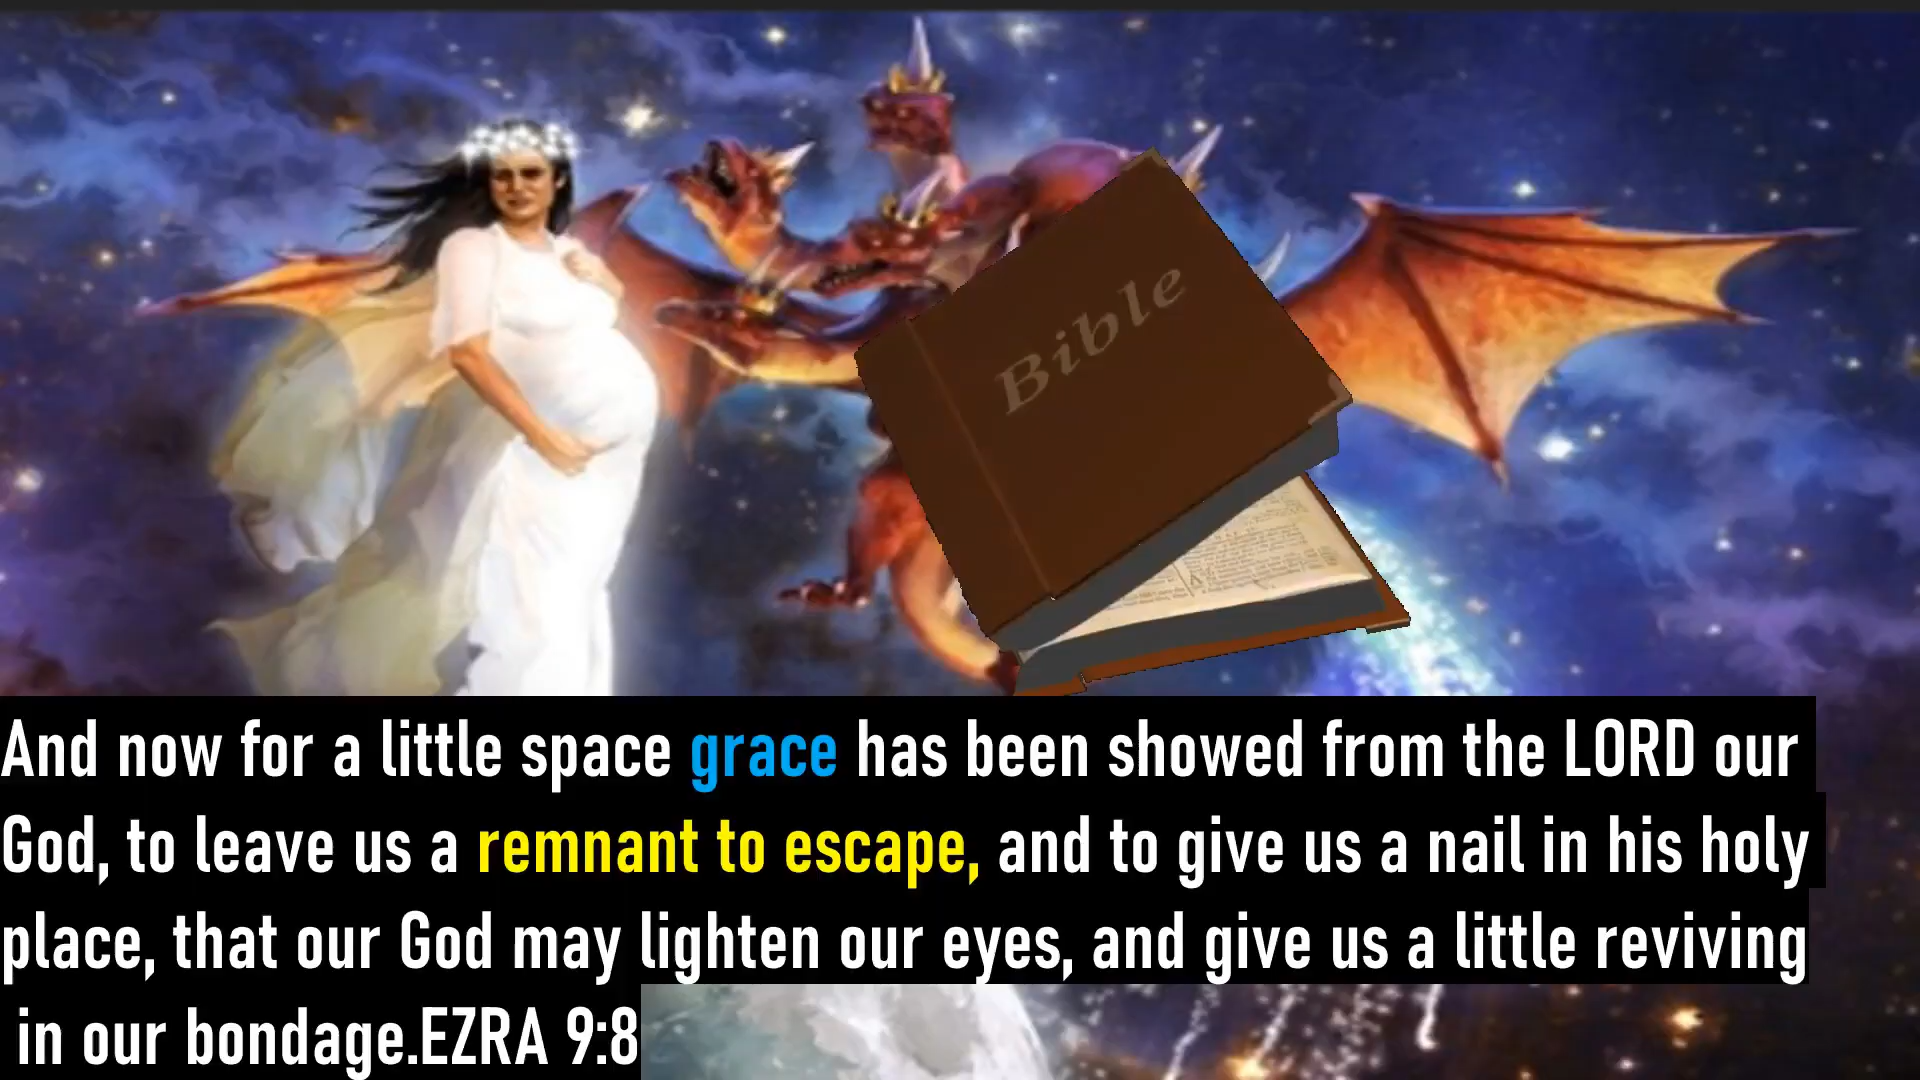 Bible
And now for a little space grace has been showed from the LORD our
God, to leave us a remnant to escape, and to give us a nail in his holy
place, that our God may lighten our eyes, and give us a little reviving
in our bondage.EZRA 9:8